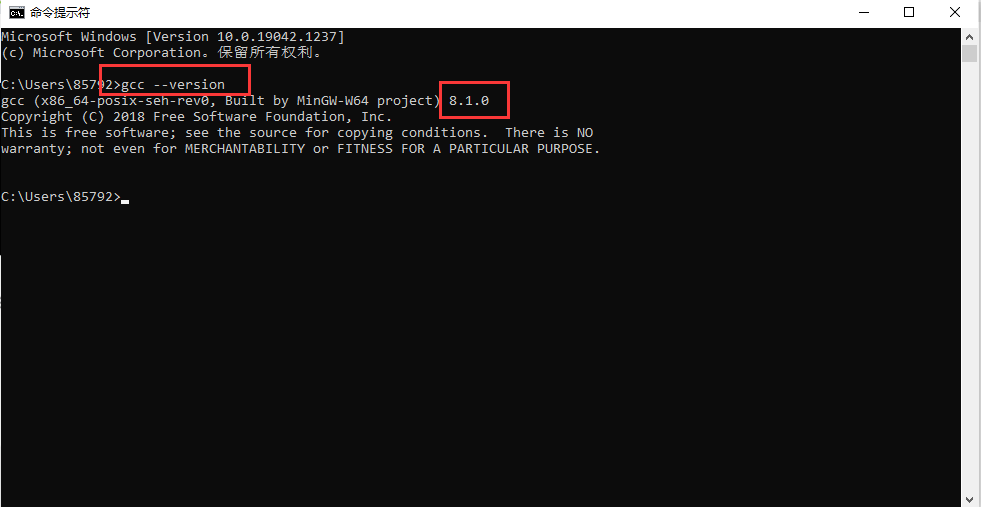 命令提示符
Microsoft Windows [Version 10.0.19042.1237]
(c) Microsoft Corporation。保留所有权利。
C:\Users\85792>gcc --version
gcc (x86_64-posix-seh-rev0, Built by MinGW-W64 project) 8.1.0
Copyright (C) 2018 Free Software Foundation, Inc.
This is free software; see the source for copying conditions.  There is NO
warranty; not even for MERCHANTABILITY or FITNESS FOR A PARTICULAR PURPOSE.
C:\Users\85792>